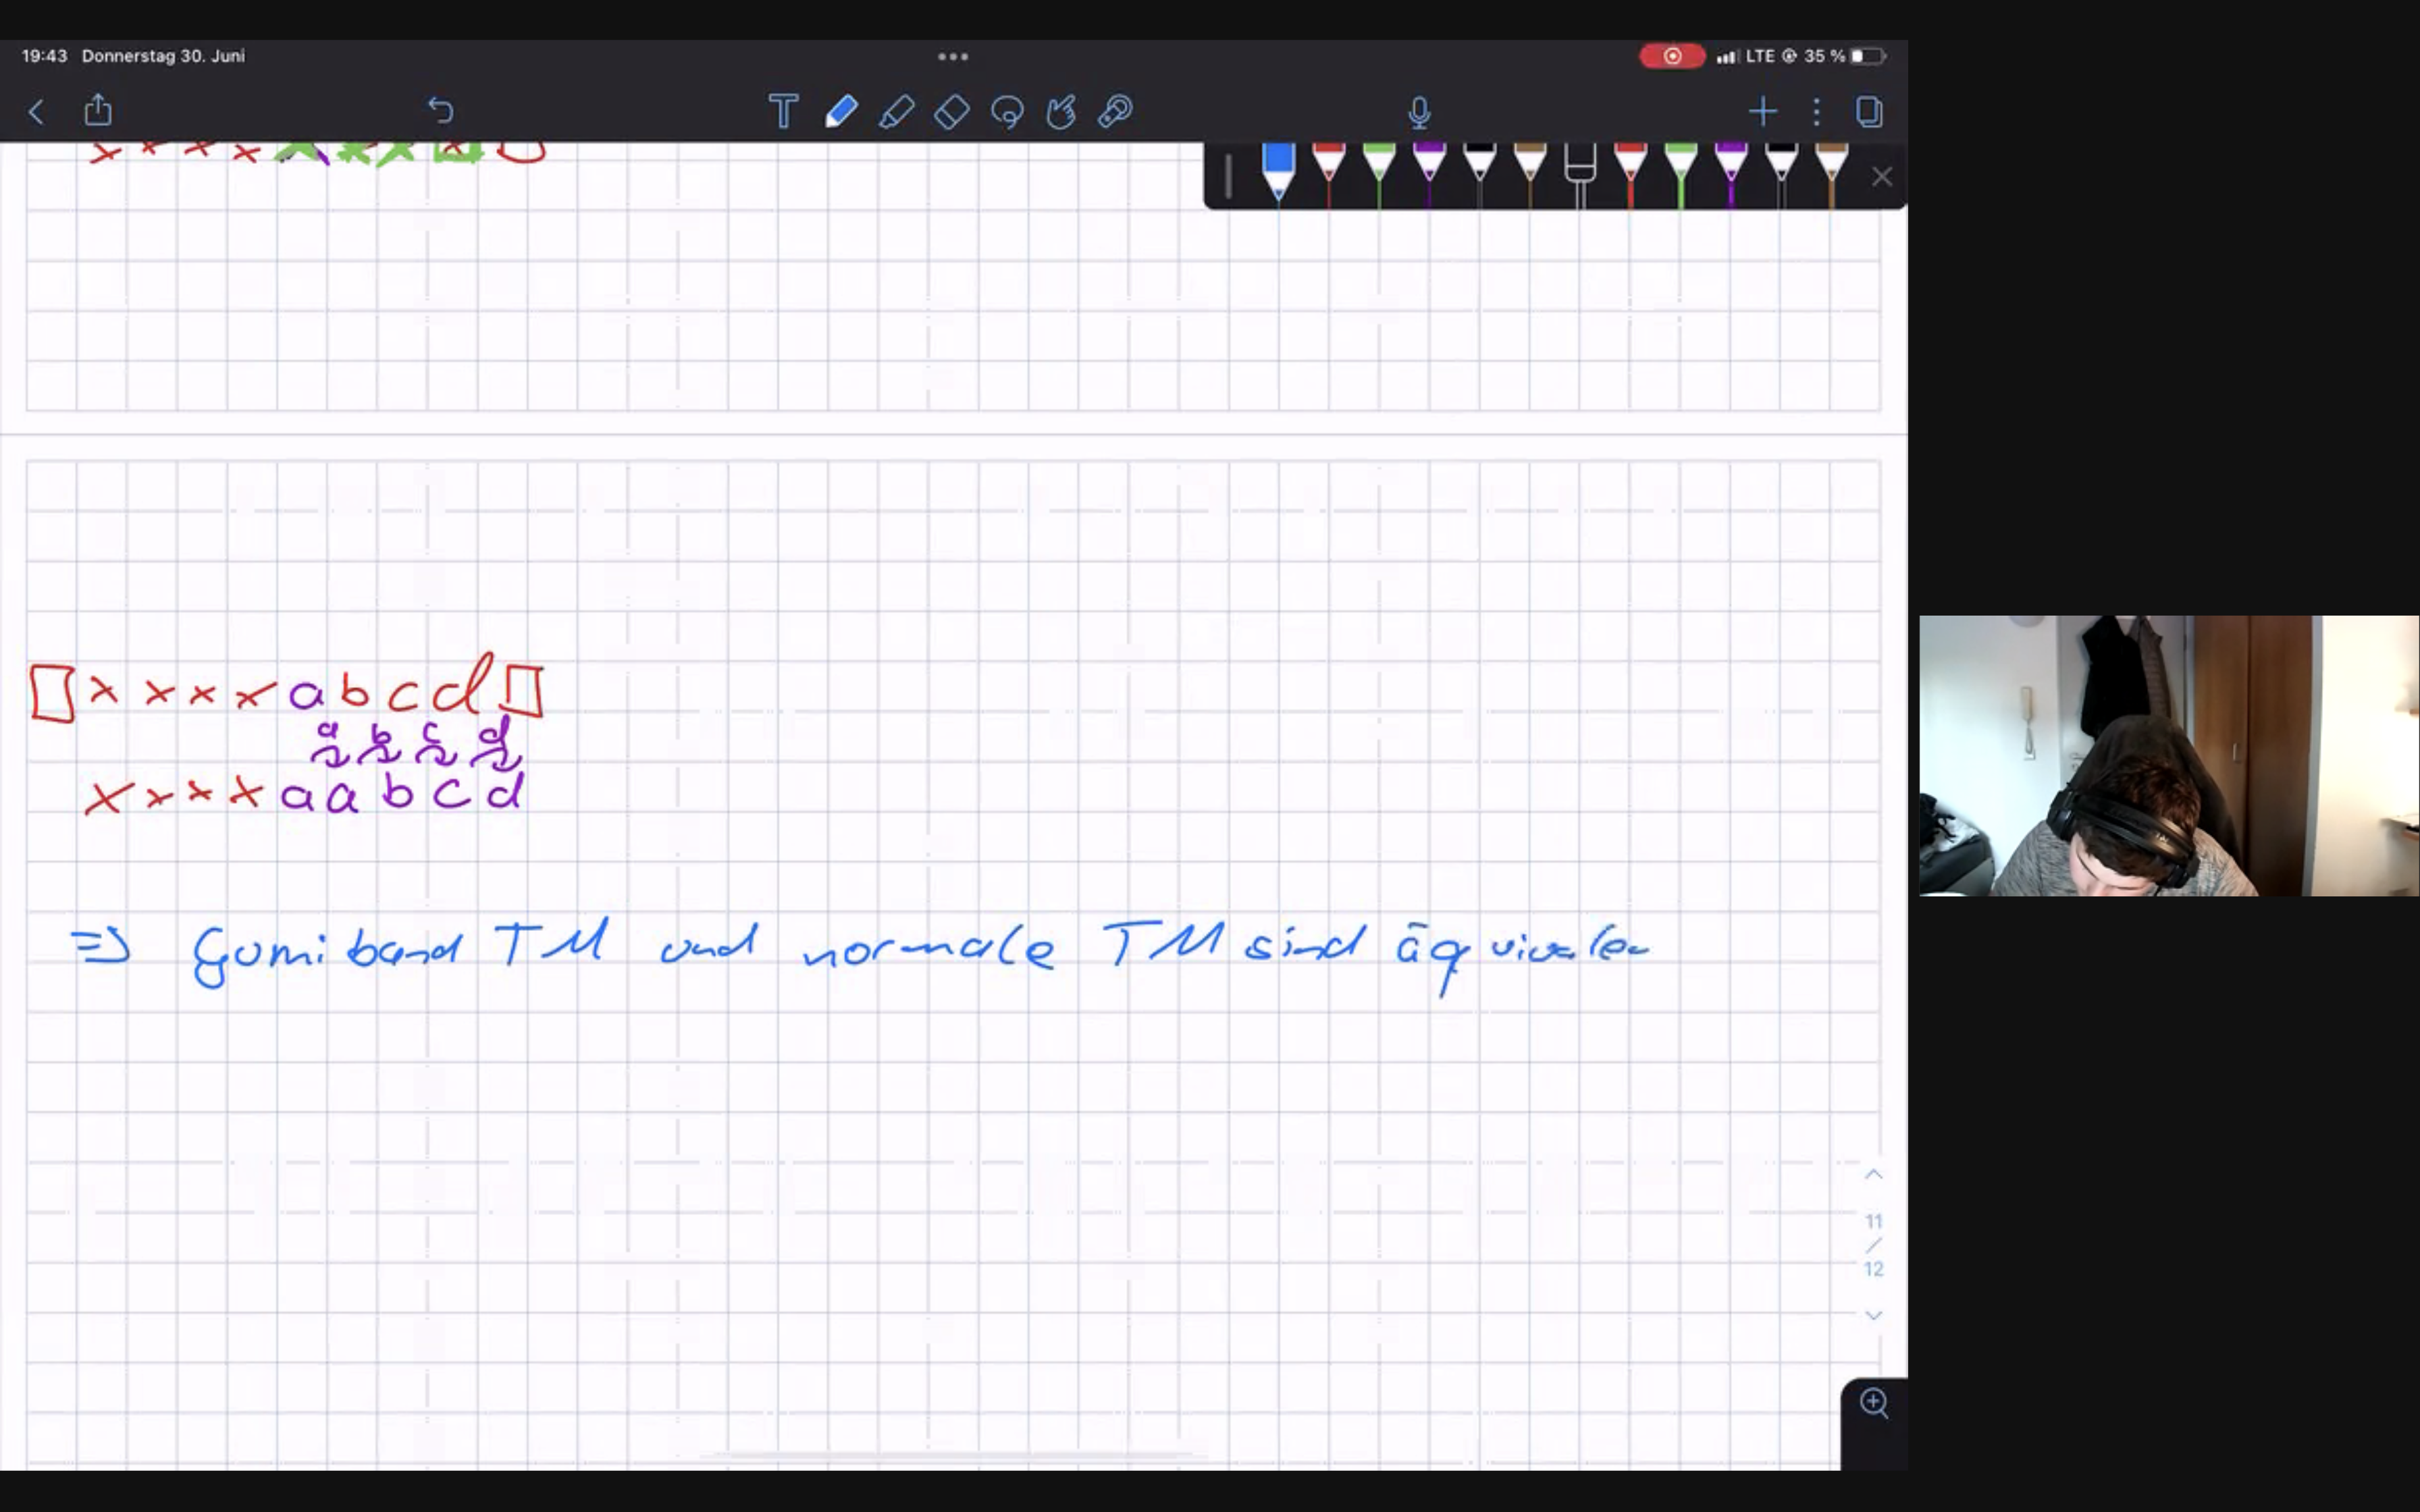 19:43 Donnerstag 30. Juni
LTE 35 %
x x x x
□ x x x x a b c d □
a b c d
x x x x a a b c d
⇒ Gumiband TM und normale TM sind äquivalen
11
/
12